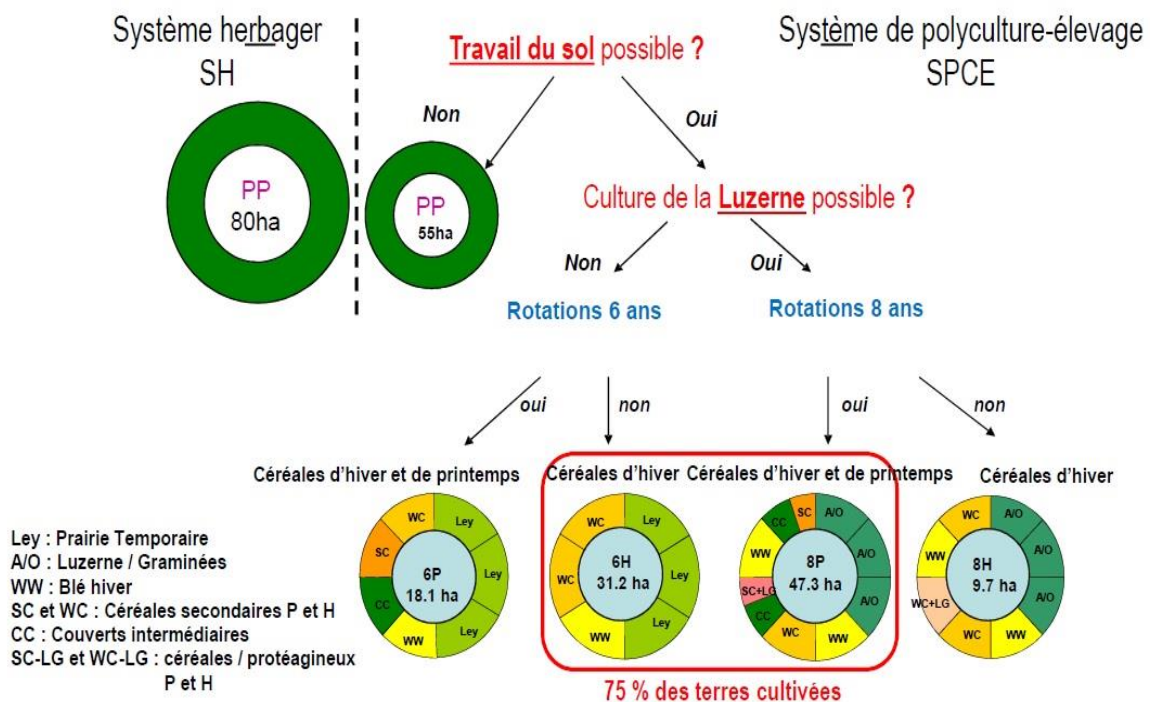 Système herbager
SH
Travail du sol possible ?
Système de polyculture-élevage
SPCE
Non
Oui
PP
80ha
PP
55ha
Culture de la Luzerne possible ?
Non
Oui
Rotations 6 ans
Rotations 8 ans
oui
non
oui
non
Céréales d'hiver et de printemps
Céréales d'hiver
Céréales d'hiver et de printemps
Céréales d'hiver
WC
Ley
SC
Ley
CC
Ley
WW
6P
18.1 ha
WC
Ley
WC
Ley
WW
Ley
6H
31.2 ha
CC
SC
A/O
WW
A/O
SC+LG
A/O
CC
WC
WW
8P
47.3 ha
WC
A/O
WW
A/O
WC+LG
A/O
WC
WW
8H
9.7 ha
Ley : Prairie Temporaire
A/O : Luzerne / Graminées
WW : Blé hiver
SC et WC : Céréales secondaires P et H
CC : Couverts intermédiaires
SC-LG et WC-LG : céréales / protéagineux
P et H
75 % des terres cultivées